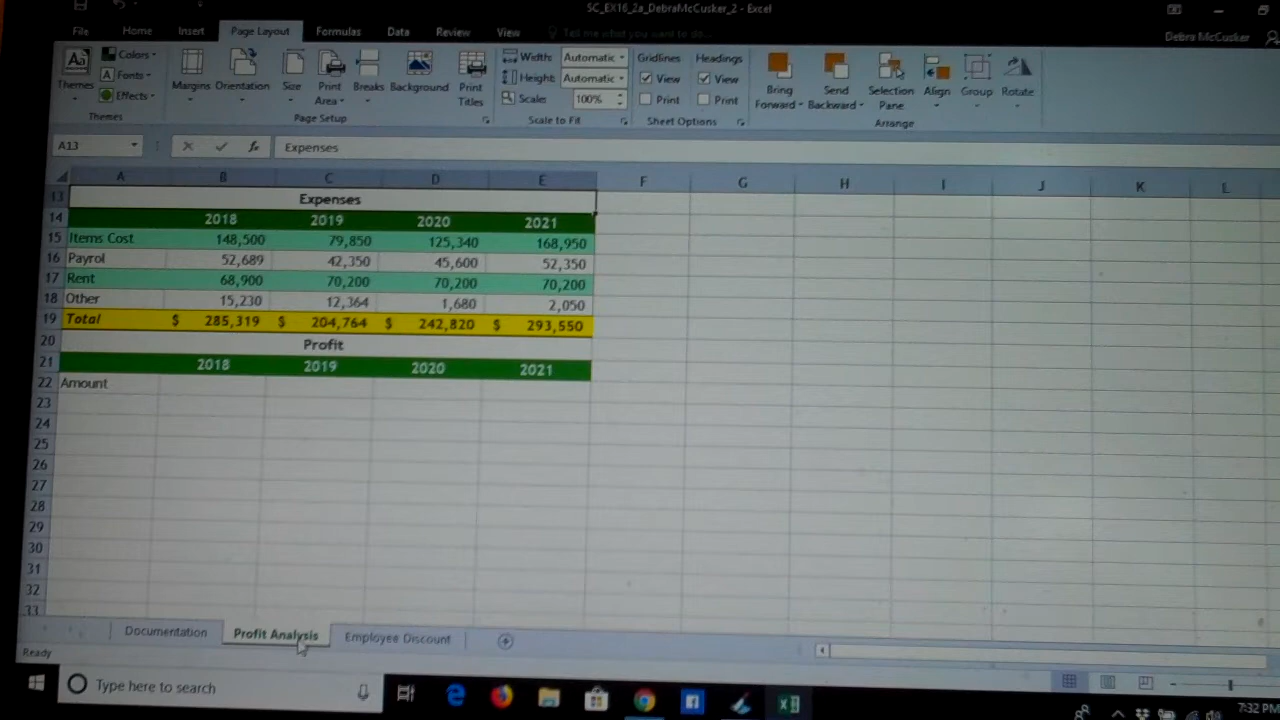 SC_EX16_2a_DebraMcCusker_2 - Excel
File Home Insert Page Layout Formulas Data Review View Tell me what you want to do... Debra McCusker
Themes
Colors
Fonts
Effects
Themes
Margins Orientation Size Print Area Breaks Background Print Titles
Page Setup
Width: Automatic
Height: Automatic
Scale: 100%
Scale to Fit
Gridlines Headings
View View
Print Print
Sheet Options
Bring Forward Send Backward Selection Pane Align Group Rotate
Arrange
A13 fx Expenses
A B C D E F G H I J K L
13 Expenses
14 2018 2019 2020 2021
15 Items Cost 148,500 79,850 125,340 168,950
16 Payrol 52,689 42,350 45,600 52,350
17 Rent 68,900 70,200 70,200 70,200
18 Other 15,230 12,364 1,680 2,050
19 Total $ 285,319 $ 204,764 $ 242,820 $ 293,550
20 Profit
21 2018 2019 2020 2021
22 Amount
23
24
25
26
27
28
29
30
31
32
33
Documentation Profit Analysis Employee Discount
Ready
Type here to search
7:32 PM